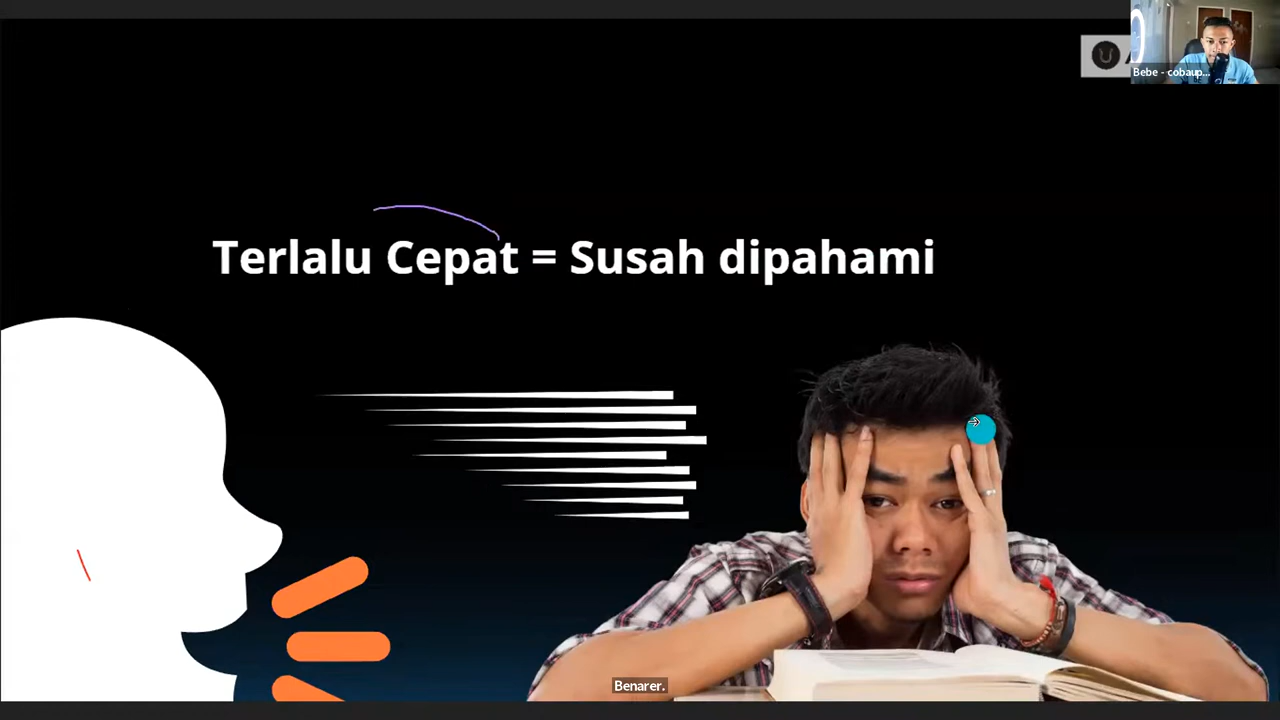 Bebe - cobaup...
Terlalu Cepat = Susah dipahami
Benarer.